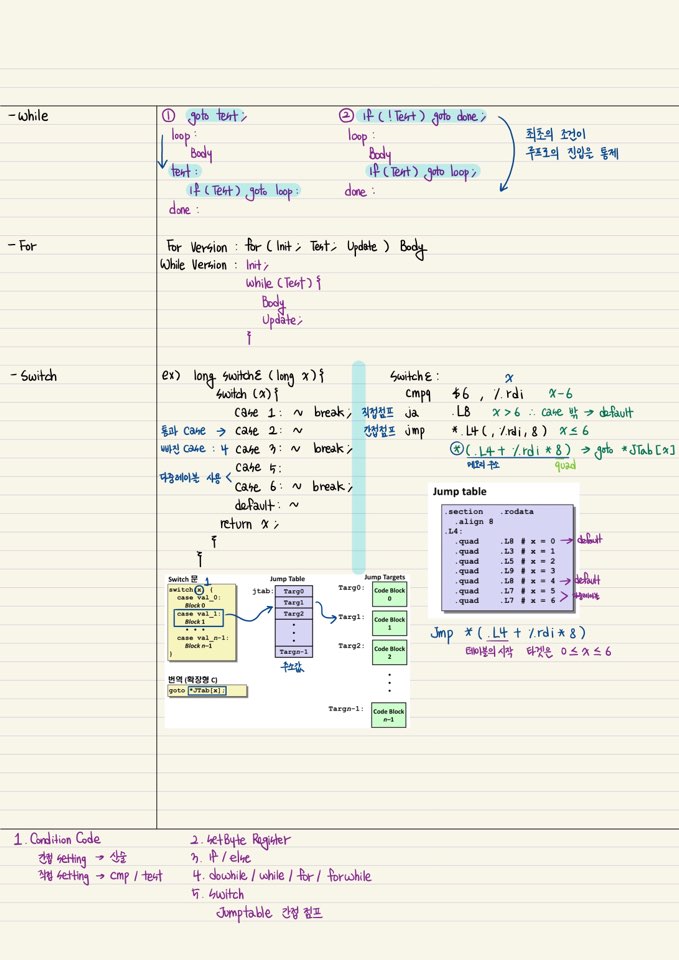 - While
① goto test;
loop:
Body
test:
if (Test) goto loop;
done:
② if (!Test) goto done;
loop:
Body
if (Test) goto loop;
done:
최초의 조건이
루프로의 진입을 통제
- For
For Version : for (Init; Test; Update) Body
While Version : Init;
while (Test) {
Body
Update;
}
- Switch
ex) long switchε (long x) {
switch (x) {
case 1: ~ break;
통과 case → case 2: ~
빠진 case : 4 case 3: ~ break;
case 5:
다중레이블 사용 <
case 6: ~ break;
default: ~
return x;
}
}
switchε:
x
cmpq $6 , %rdi x-6
직접점프 ja .L8 x > 6 ∴ case 밖 → default
간접점프 jmp *.L4(,%rdi,8) x ≤ 6
* (.L4 + %rdi * 8) → goto *JTab[x]
메모리 주소 quad
Jump table
.section .rodata
.align 8
.L4:
.quad .L8 # x = 0 → default
.quad .L3 # x = 1
.quad .L5 # x = 2
.quad .L9 # x = 3
.quad .L8 # x = 4 → default
.quad .L7 # x = 5
.quad .L7 # x = 6
다중레이블
Jmp *(.L4 + %rdi * 8)
테이블의 시작 타겟은 0 ≤ x ≤ 6
Switch 문
1
switch(x) {
case val_0:
Block 0
case val_1:
Block 1
• • •
case val_n-1:
Block n-1
}
번역 (확장형 C)
goto *JTab[x];
Jump Table
jtab: Targ0
Targ1
Targ2
•
•
•
Targn-1
주소값
Jump Targets
Targ0: Code Block 0
Targ1: Code Block 1
Targ2: Code Block 2
•
•
•
Targn-1: Code Block n-1
1. Condition Code
간접 setting → 산술
직접 setting → cmp / test
2. setByte Register
3. if / else
4. dowhile / while / for / forwhile
5. switch
Jumptable 간접 점프